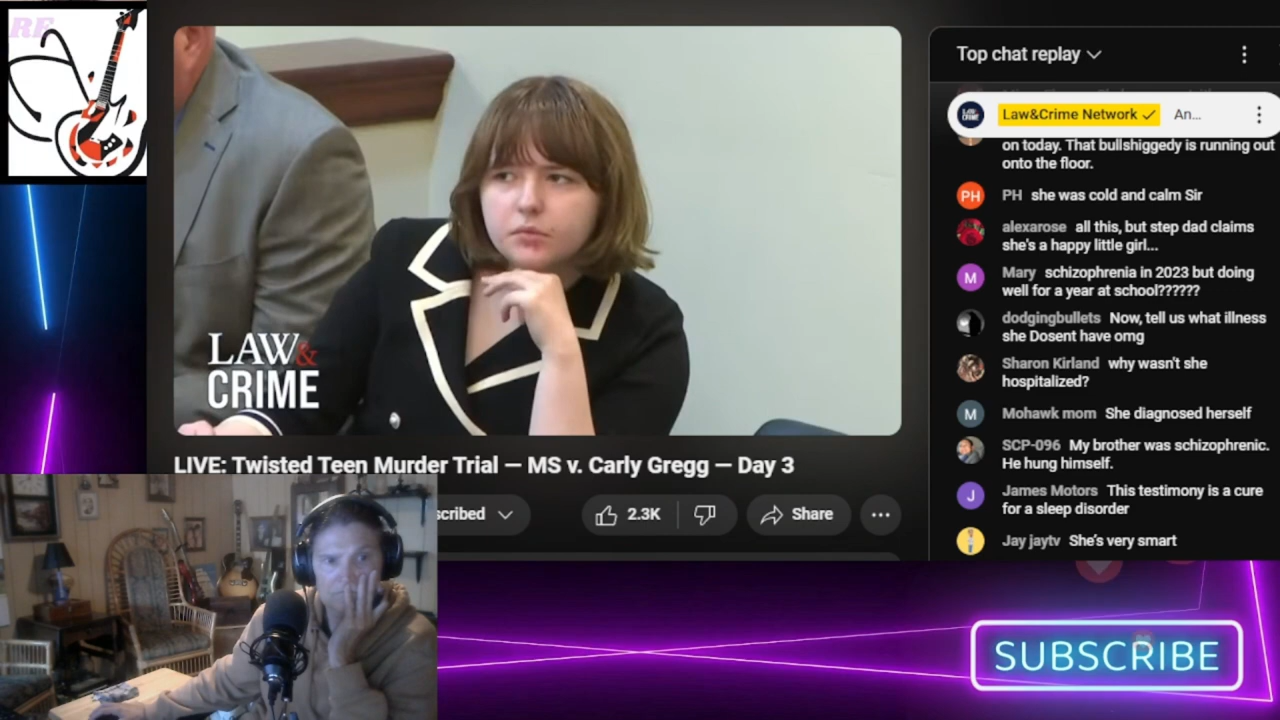 RE
Top chat replay
LAW& CRIME
Law&Crime Network
An...
on today. That bullshiggedy is running out
onto the floor.
PH
PH she was cold and calm Sir
alexarose all this, but step dad claims
she's a happy little girl...
M
Mary schizophrenia in 2023 but doing
well for a year at school??????
dodgingbullets Now, tell us what illness
she Dosent have omg
Sharon Kirland why wasn't she
hospitalized?
M
Mohawk mom She diagnosed herself
SCP-096 My brother was schizophrenic.
He hung himself.
J
James Motors This testimony is a cure
for a sleep disorder
Jay jaytv She's very smart
LAW&
CRIME
LIVE: Twisted Teen Murder Trial — MS v. Carly Gregg — Day 3
scribed
2.3K
Share
SUBSCRIBE